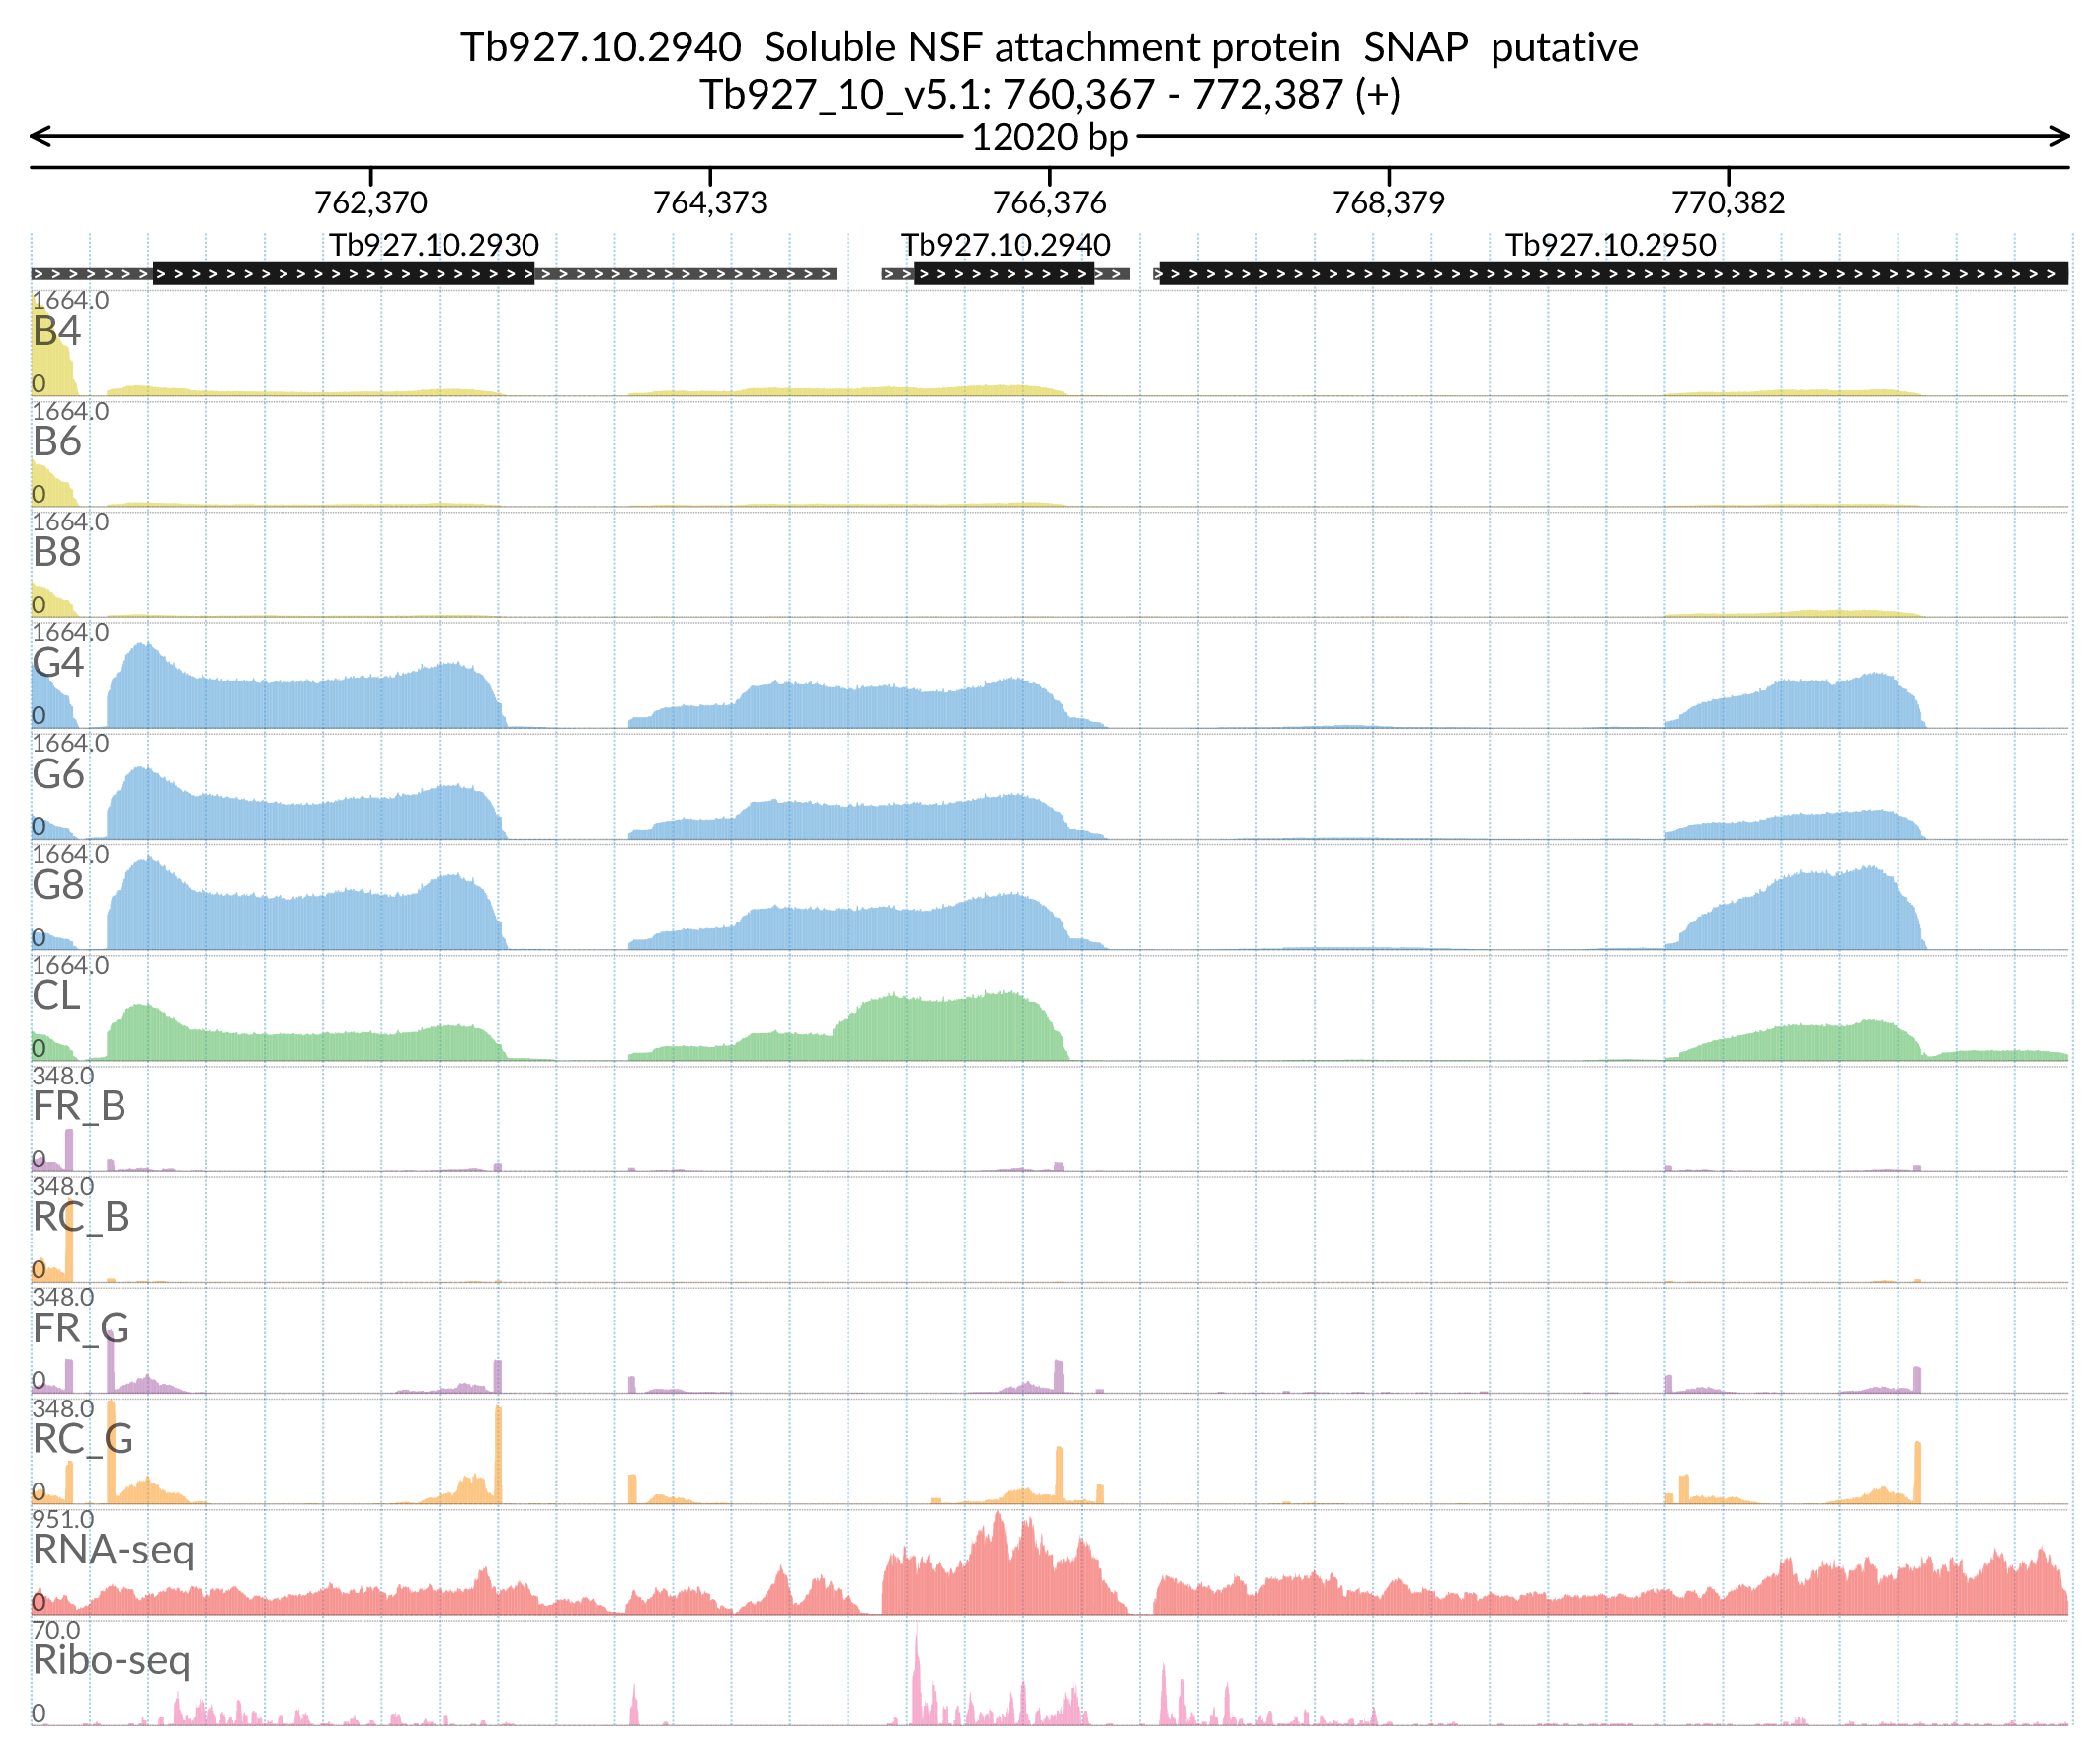 Tb927.10.2940  Soluble NSF attachment protein  SNAP  putative
Tb927_10_v5.1: 760,367 - 772,387 (+)
12020 bp
762,370 764,373 766,376 768,379 770,382
Tb927.10.2930 Tb927.10.2940 Tb927.10.2950
1664.0
B4
0
1664.0
B6
0
1664.0
B8
0
1664.0
G4
0
1664.0
G6
0
1664.0
G8
0
1664.0
CL
0
348.0
FR_B
0
348.0
RC_B
0
348.0
FR_G
0
348.0
RC_G
0
951.0
RNA-seq
0
70.0
Ribo-seq
0